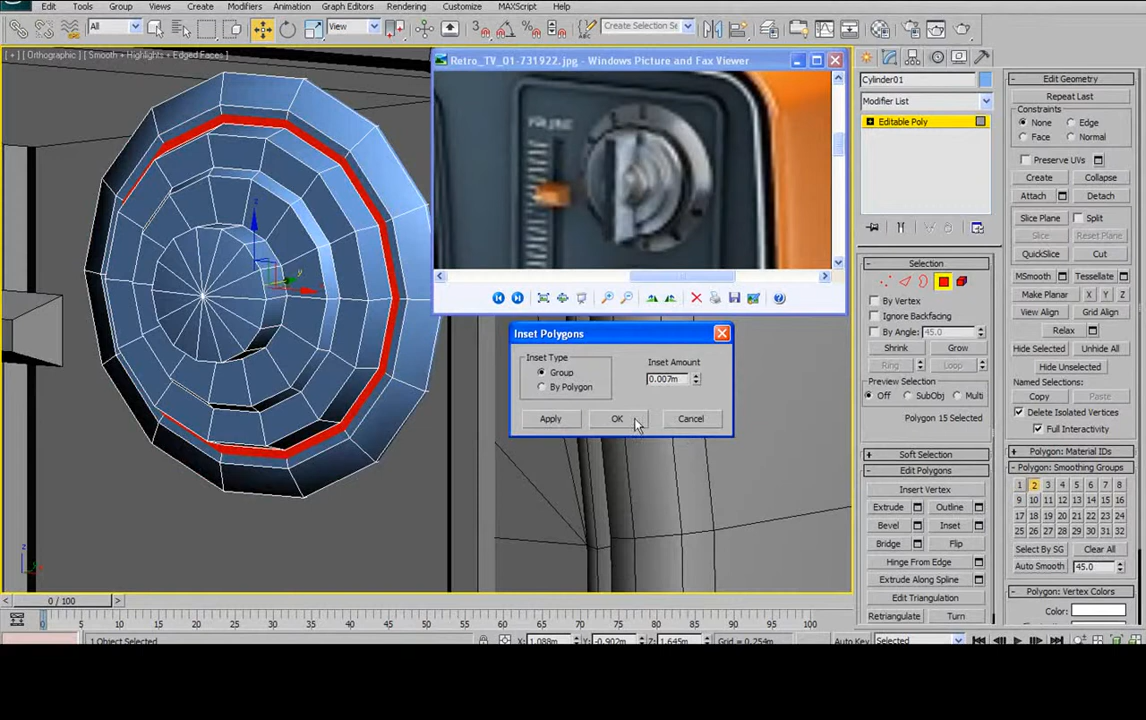 Edit Tools Group Views Create Modifiers Animation Graph Editors Rendering Customize MAXScript Help
All View Create Selection Se
[ + ] [ Orthographic ] [ Smooth + Highlights + Edged Faces ]
Retro_TV_01-731922.jpg - Windows Picture and Fax Viewer
Inset Polygons
Inset Type
Group
By Polygon
Inset Amount
0.007m
Apply OK Cancel
z
y
z
Cylinder01
Modifier List
Editable Poly
Selection
By Vertex
Ignore Backfacing
By Angle: 45.0
Shrink Grow
Ring Loop
Preview Selection
Off SubObj Multi
Polygon 15 Selected
Soft Selection
Edit Polygons
Insert Vertex
Extrude Outline
Bevel Inset
Bridge Flip
Hinge From Edge
Extrude Along Spline
Edit Triangulation
Retriangulate Turn
Edit Geometry
Repeat Last
Constraints
None Edge
Face Normal
Preserve UVs
Create Collapse
Attach Detach
Slice Plane Split
Slice Reset Plane
QuickSlice Cut
MSmooth Tessellate
Make Planar X Y Z
View Align Grid Align
Relax
Hide Selected Unhide All
Hide Unselected
Named Selections:
Copy Paste
Delete Isolated Vertices
Full Interactivity
Polygon: Material IDs
Polygon: Smoothing Groups
1 2 3 4 5 6 7 8
9 10 11 12 13 14 15 16
17 18 19 20 21 22 23 24
25 26 27 28 29 30 31 32
Select By SG Clear All
Auto Smooth 45.0
Polygon: Vertex Colors
Color:
0 / 100
0 5 10 15 20 25 30 35 40 45 50 55 60 65 70 75 80 85 90 95 100
1 Object Selected X: 1.088m Y: -0.902m Z: 1.645m Grid = 0.254m Auto Key Selected